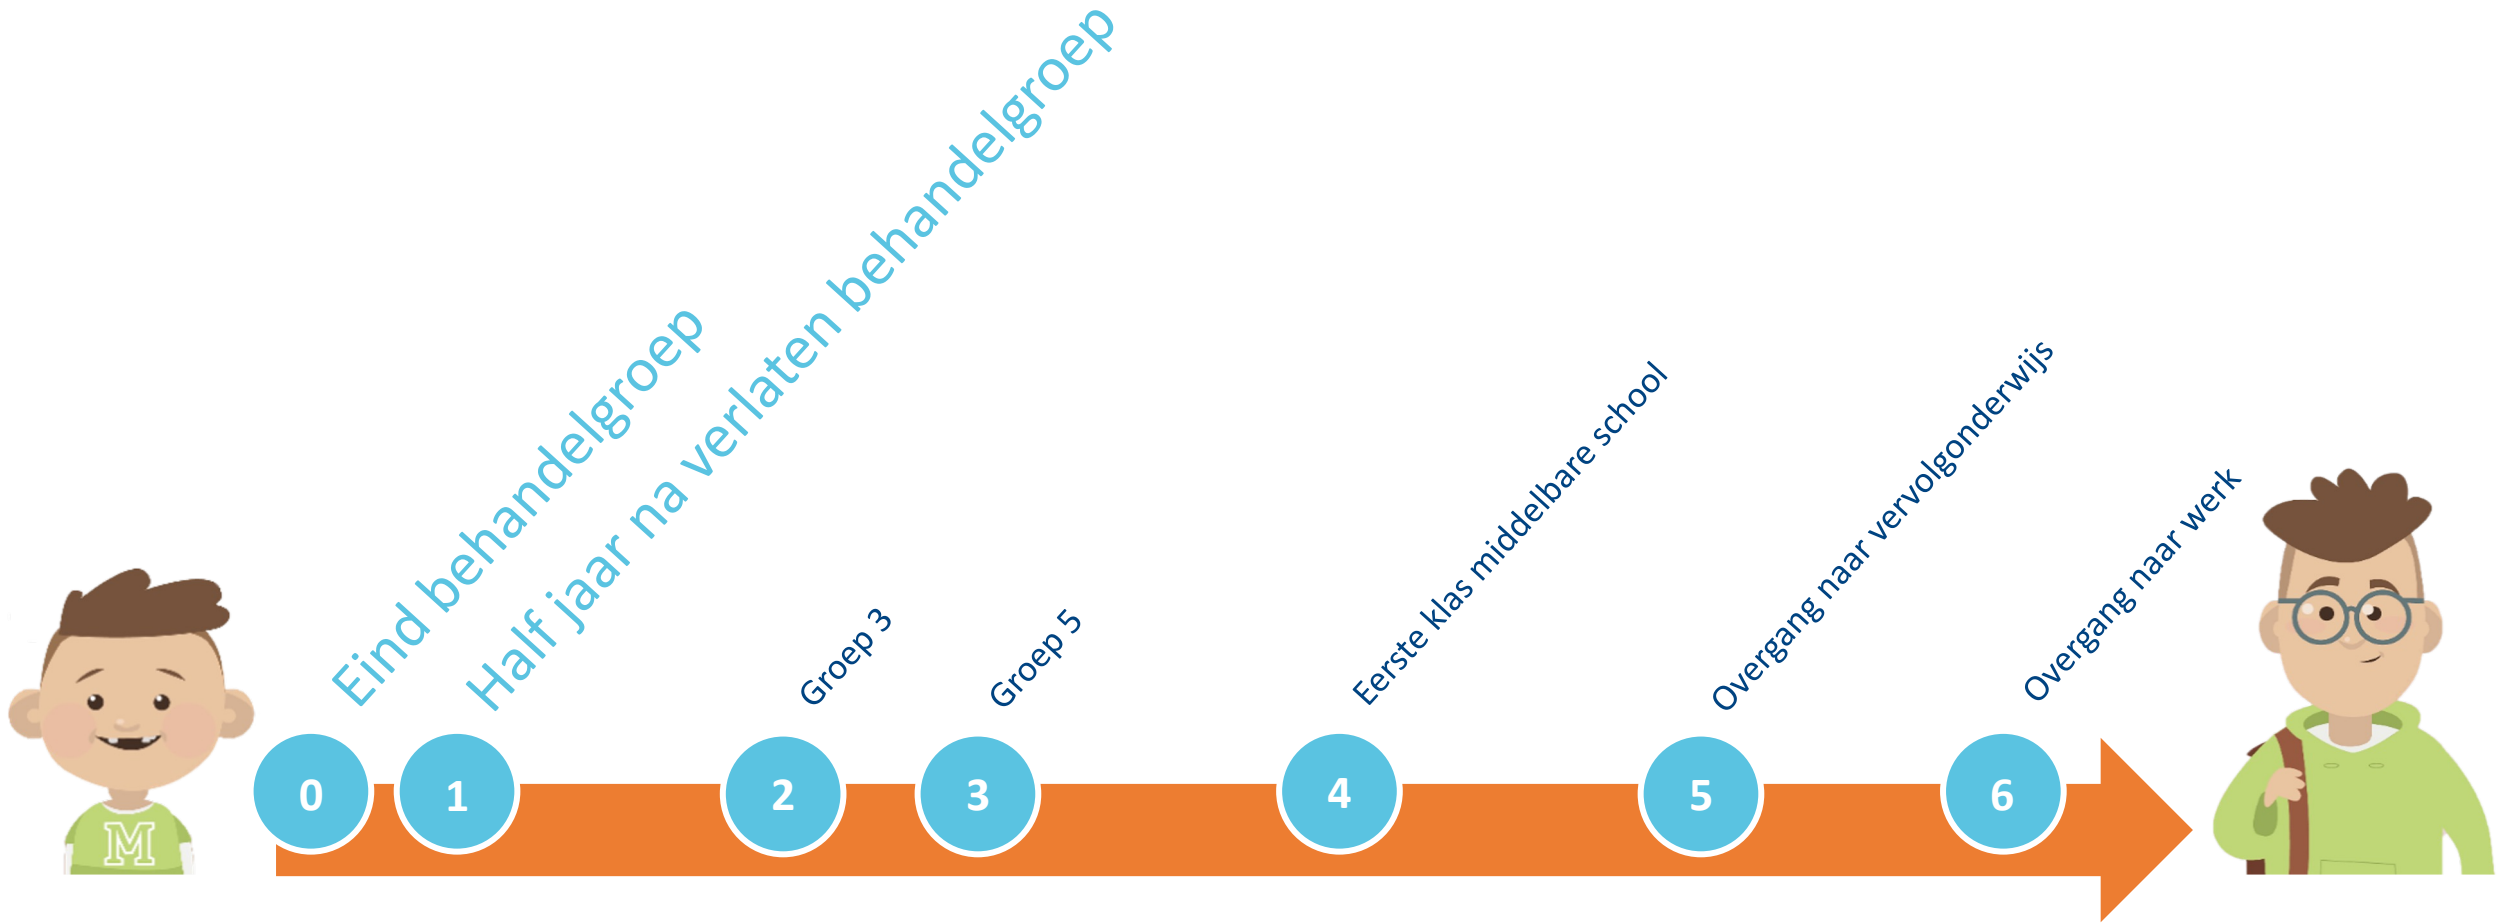 Eind behandelgroep
Half jjaar na verlaten behandelgroep
Groep 3
Groep 5
Eerste klas middelbare school
Overgang naar vervolgonderwijs
Overgang naar werk
0
1
2
3
4
5
6
M